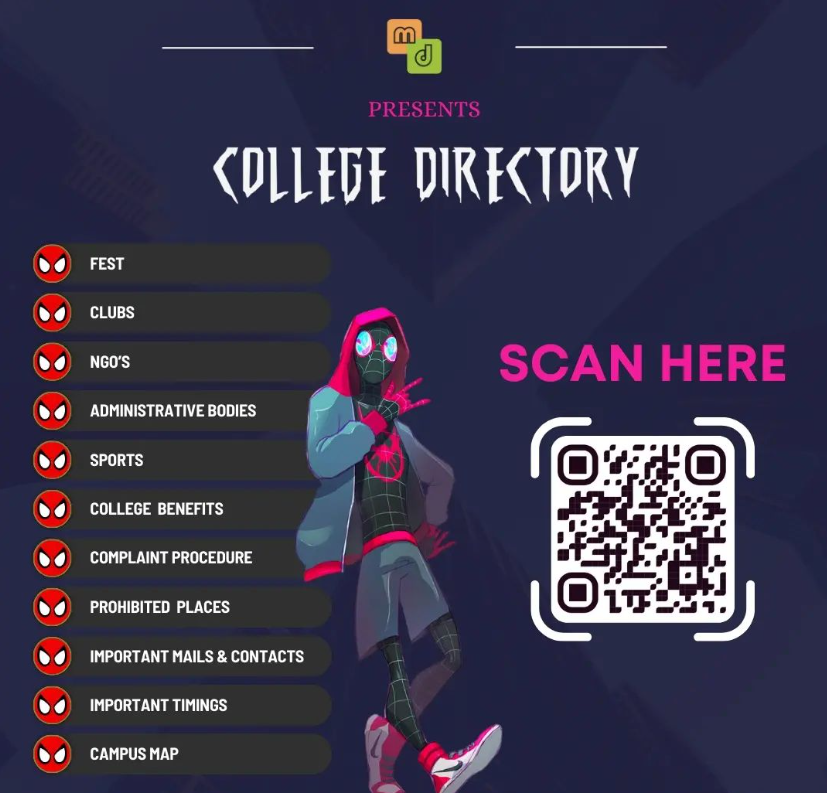 m
d
PRESENTS
COLLEGE DIRECTORY
FEST
CLUBS
NGO'S
ADMINISTRATIVE BODIES
SPORTS
COLLEGE BENEFITS
COMPLAINT PROCEDURE
PROHIBITED PLACES
IMPORTANT MAILS & CONTACTS
IMPORTANT TIMINGS
CAMPUS MAP
SCAN HERE